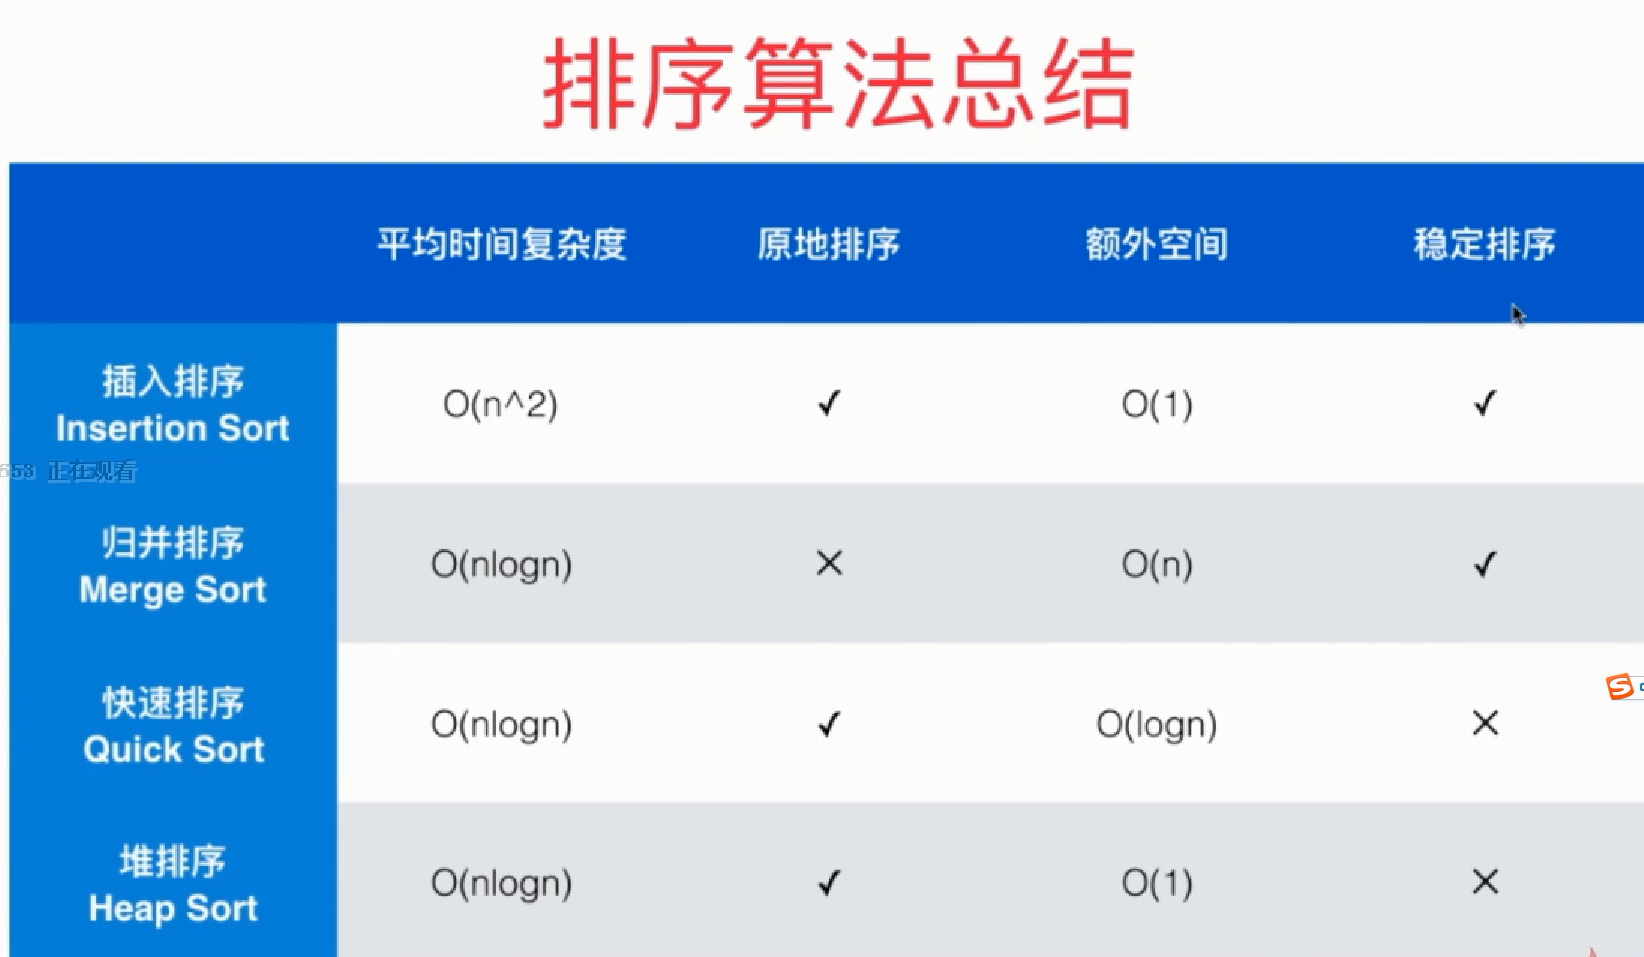 排序算法总结
平均时间复杂度 原地排序 额外空间 稳定排序
插入排序
Insertion Sort
O(n^2) ✓ O(1) ✓
653 正在观看
归并排序
Merge Sort
O(nlogn) ✕ O(n) ✓
快速排序
Quick Sort
O(nlogn) ✓ O(logn) ✕
堆排序
Heap Sort
O(nlogn) ✓ O(1) ✕